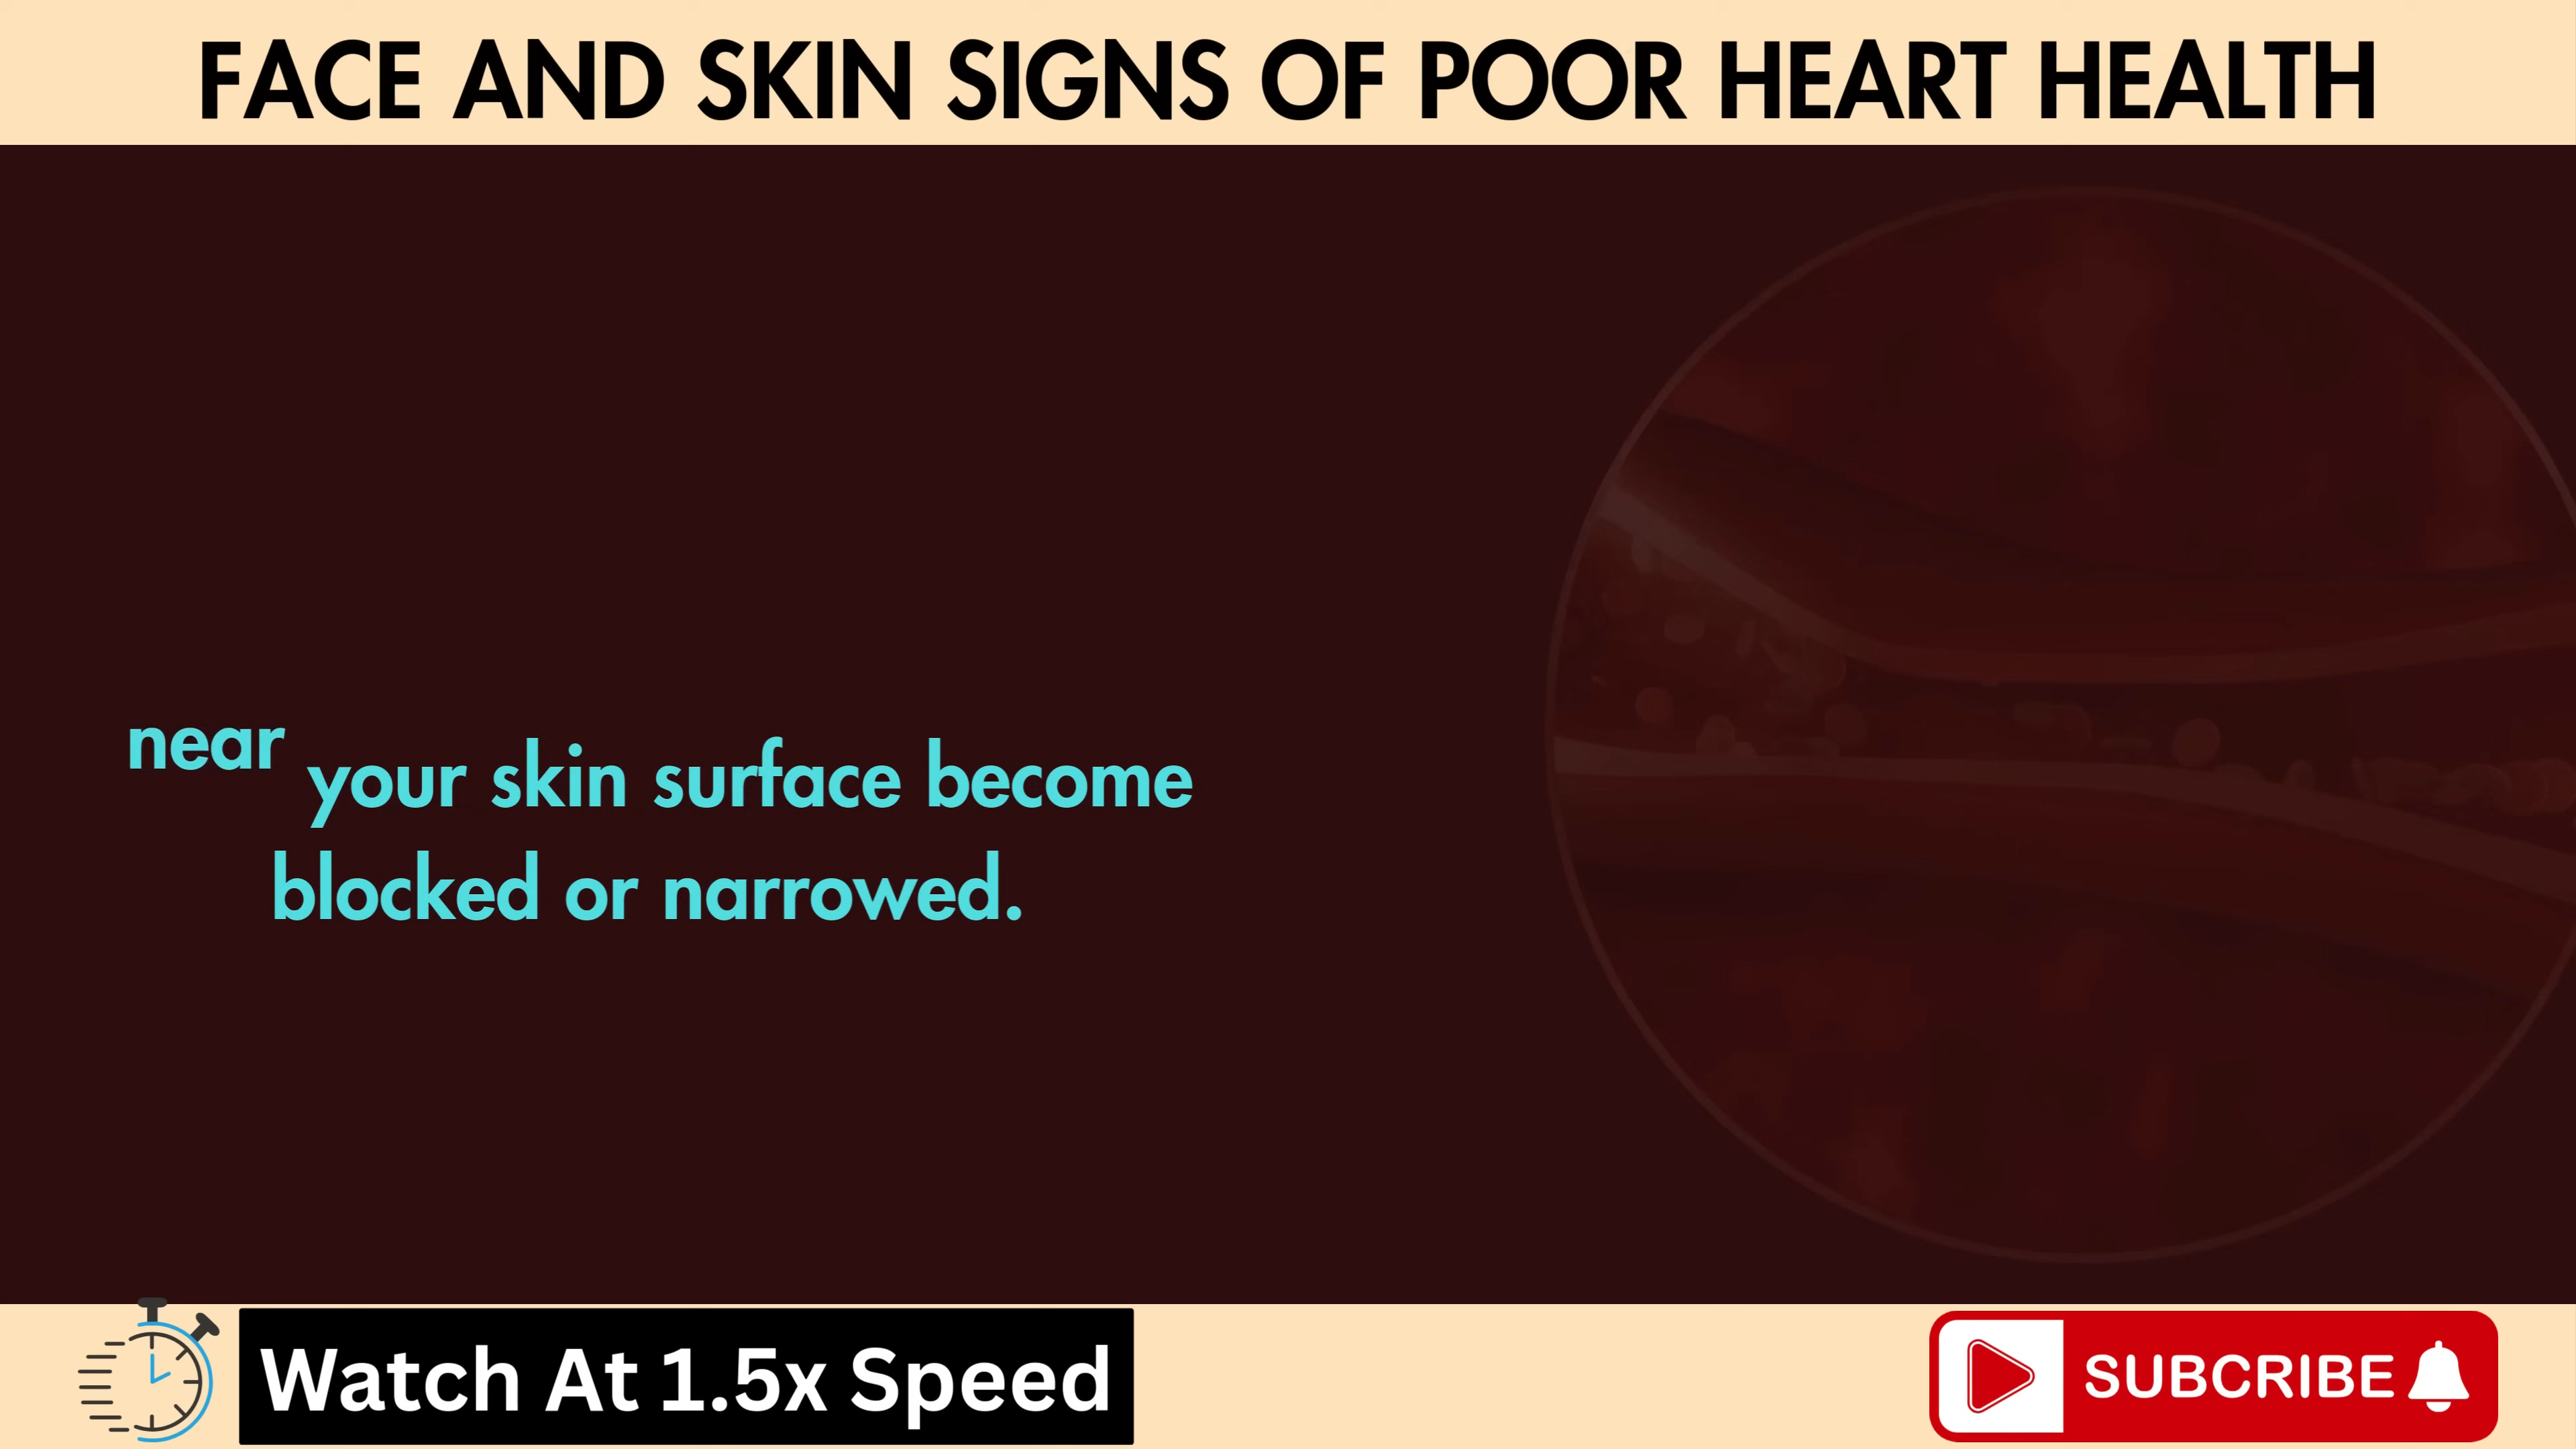 FACE AND SKIN SIGNS OF POOR HEART HEALTH
near your skin surface become
blocked or narrowed.
Watch At 1.5x Speed
SUBCRIBE